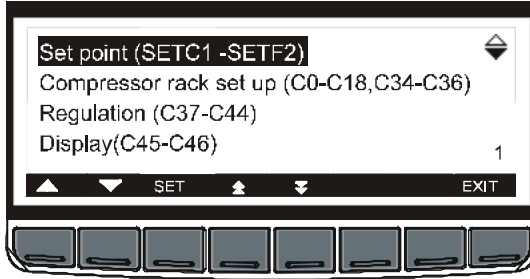 Set point (SETC1 -SETF2)
Compressor rack set up (C0-C18,C34-C36)
Regulation (C37-C44)
Display(C45-C46)
1
SET EXIT